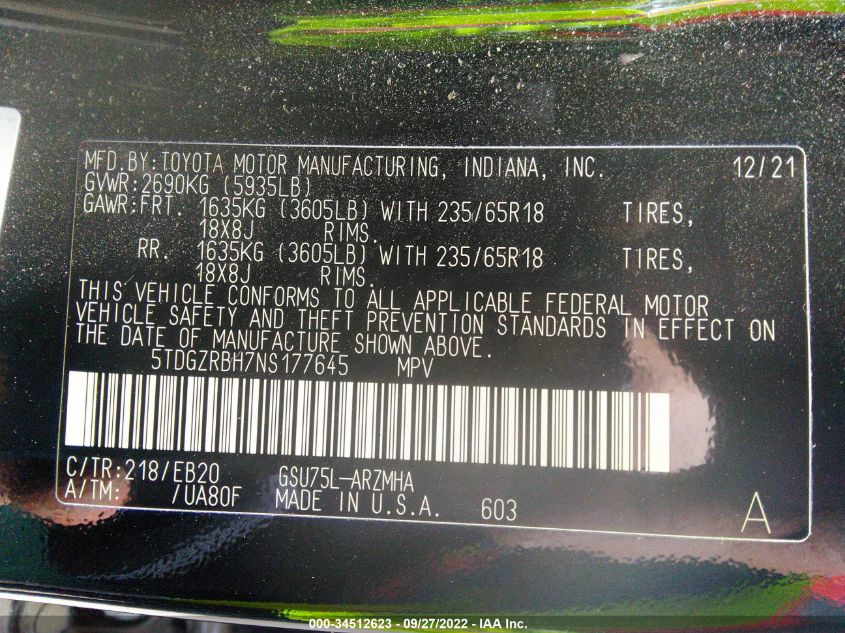 MFD.BY:TOYOTA MOTOR MANUFACTURING, INDIANA, INC. 12/21
GVWR:2690KG (5935LB)
GAWR:FRT. 1635KG (3605LB) WITH 235/65R18 TIRES,
18X8J RIMS.
RR. 1635KG (3605LB) WITH 235/65R18 TIRES,
18X8J RIMS.
THIS VEHICLE CONFORMS TO ALL APPLICABLE FEDERAL MOTOR
VEHICLE SAFETY AND THEFT PREVENTION STANDARDS IN EFFECT ON
THE DATE OF MANUFACTURE SHOWN ABOVE.
5TDGZRBH7NS177645 MPV
C/TR:218/EB20 GSU75L-ARZMHA
A/TM: /UA80F MADE IN U.S.A. 603 A
000-34512623 - 09/27/2022 - IAA Inc.